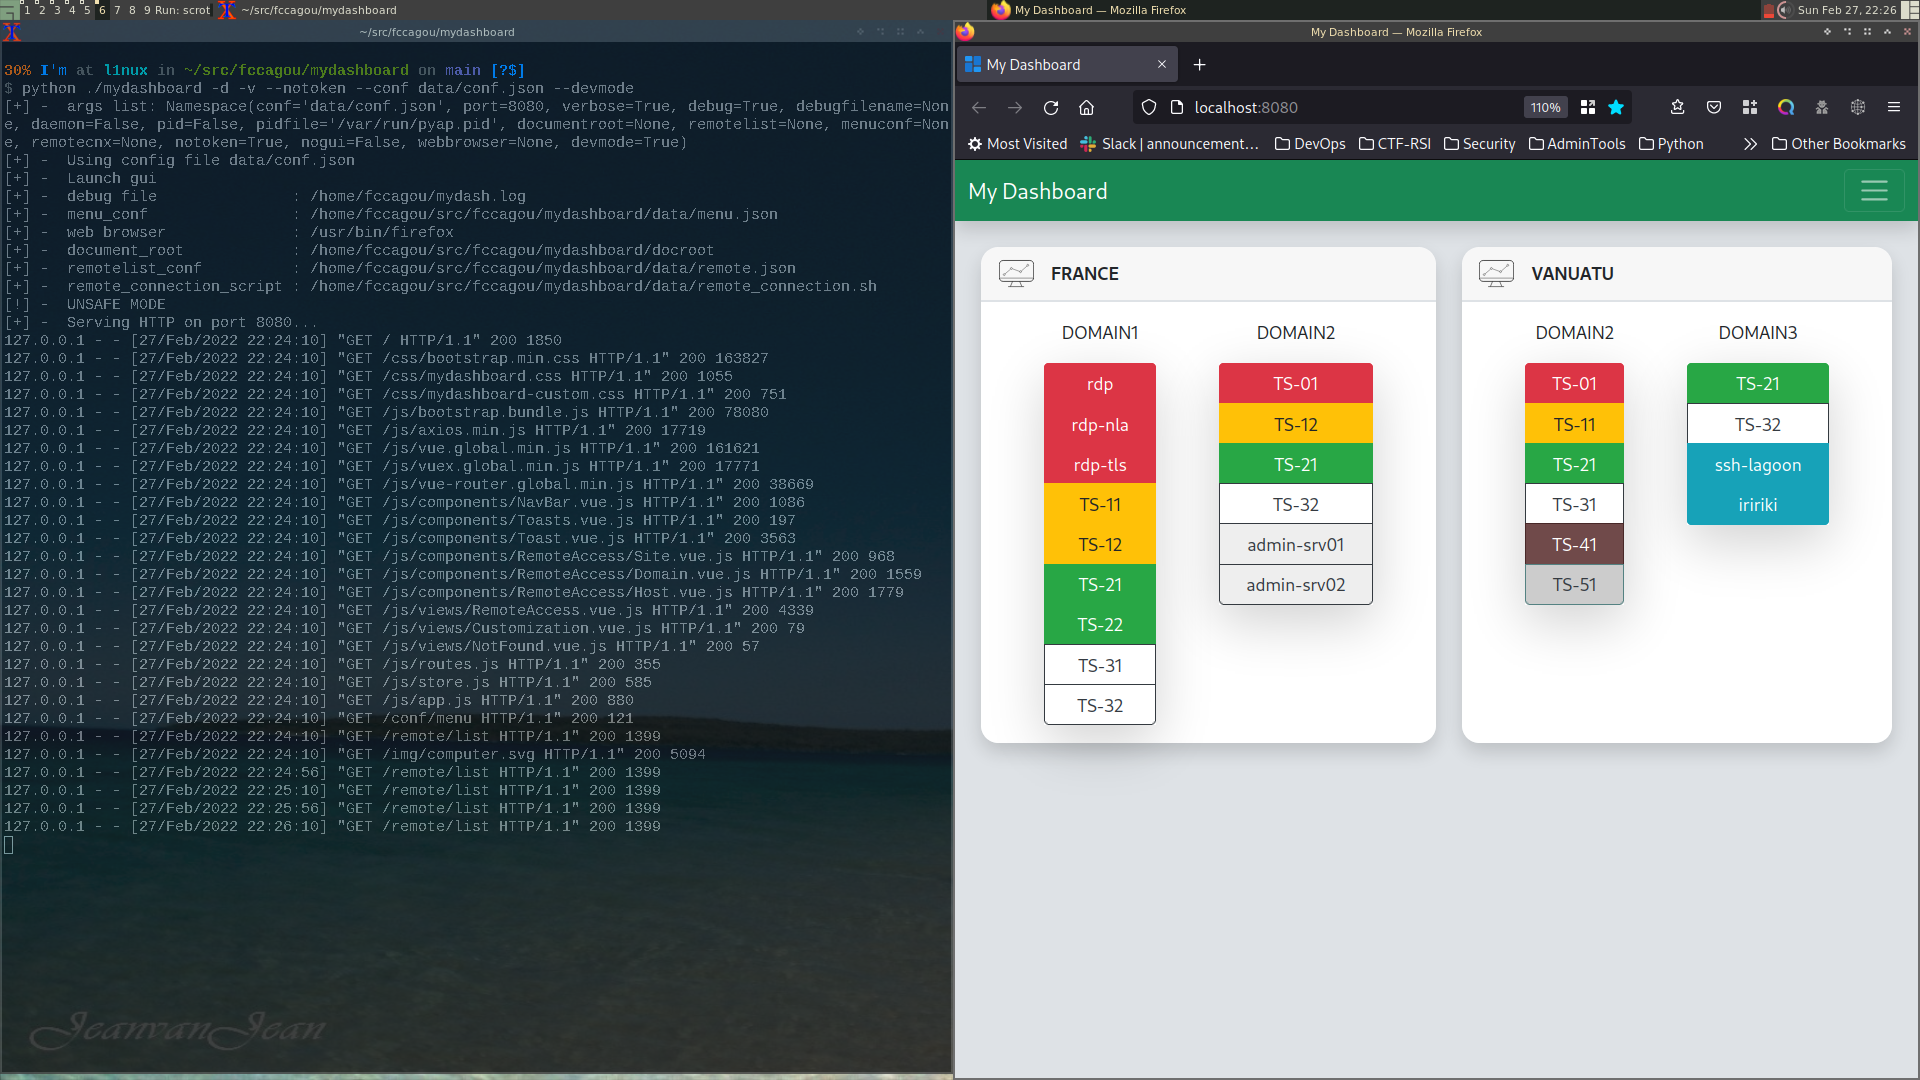 1 2 3 4 5 6 7 8 9 Run: scrot ~/src/fccagou/mydashboard My Dashboard — Mozilla Firefox Sun Feb 27, 22:26
~/src/fccagou/mydashboard
30% I'm at l1nux in ~/src/fccagou/mydashboard on main [?$]
$ python ./mydashboard -d -v --notoken --conf data/conf.json --devmode
[+] - args list: Namespace(conf='data/conf.json', port=8080, verbose=True, debug=True, debugfilename=Non
e, daemon=False, pid=False, pidfile='/var/run/pyap.pid', documentroot=None, remotelist=None, menuconf=Non
e, remotecnx=None, notoken=True, nogui=False, webbrowser=None, devmode=True)
[+] - Using config file data/conf.json
[+] - Launch gui
[+] - debug file : /home/fccagou/mydash.log
[+] - menu_conf : /home/fccagou/src/fccagou/mydashboard/data/menu.json
[+] - web browser : /usr/bin/firefox
[+] - document_root : /home/fccagou/src/fccagou/mydashboard/docroot
[+] - remotelist_conf : /home/fccagou/src/fccagou/mydashboard/data/remote.json
[+] - remote_connection_script : /home/fccagou/src/fccagou/mydashboard/data/remote_connection.sh
[!] - UNSAFE MODE
[+] - Serving HTTP on port 8080...
127.0.0.1 - - [27/Feb/2022 22:24:10] "GET / HTTP/1.1" 200 1850
127.0.0.1 - - [27/Feb/2022 22:24:10] "GET /css/bootstrap.min.css HTTP/1.1" 200 163827
127.0.0.1 - - [27/Feb/2022 22:24:10] "GET /css/mydashboard.css HTTP/1.1" 200 1055
127.0.0.1 - - [27/Feb/2022 22:24:10] "GET /css/mydashboard-custom.css HTTP/1.1" 200 751
127.0.0.1 - - [27/Feb/2022 22:24:10] "GET /js/bootstrap.bundle.js HTTP/1.1" 200 78080
127.0.0.1 - - [27/Feb/2022 22:24:10] "GET /js/axios.min.js HTTP/1.1" 200 17719
127.0.0.1 - - [27/Feb/2022 22:24:10] "GET /js/vue.global.min.js HTTP/1.1" 200 161621
127.0.0.1 - - [27/Feb/2022 22:24:10] "GET /js/vuex.global.min.js HTTP/1.1" 200 17771
127.0.0.1 - - [27/Feb/2022 22:24:10] "GET /js/vue-router.global.min.js HTTP/1.1" 200 38669
127.0.0.1 - - [27/Feb/2022 22:24:10] "GET /js/components/NavBar.vue.js HTTP/1.1" 200 1086
127.0.0.1 - - [27/Feb/2022 22:24:10] "GET /js/components/Toasts.vue.js HTTP/1.1" 200 197
127.0.0.1 - - [27/Feb/2022 22:24:10] "GET /js/components/Toast.vue.js HTTP/1.1" 200 3563
127.0.0.1 - - [27/Feb/2022 22:24:10] "GET /js/components/RemoteAccess/Site.vue.js HTTP/1.1" 200 968
127.0.0.1 - - [27/Feb/2022 22:24:10] "GET /js/components/RemoteAccess/Domain.vue.js HTTP/1.1" 200 1559
127.0.0.1 - - [27/Feb/2022 22:24:10] "GET /js/components/RemoteAccess/Host.vue.js HTTP/1.1" 200 1779
127.0.0.1 - - [27/Feb/2022 22:24:10] "GET /js/views/RemoteAccess.vue.js HTTP/1.1" 200 4339
127.0.0.1 - - [27/Feb/2022 22:24:10] "GET /js/views/Customization.vue.js HTTP/1.1" 200 79
127.0.0.1 - - [27/Feb/2022 22:24:10] "GET /js/views/NotFound.vue.js HTTP/1.1" 200 57
127.0.0.1 - - [27/Feb/2022 22:24:10] "GET /js/routes.js HTTP/1.1" 200 355
127.0.0.1 - - [27/Feb/2022 22:24:10] "GET /js/store.js HTTP/1.1" 200 585
127.0.0.1 - - [27/Feb/2022 22:24:10] "GET /js/app.js HTTP/1.1" 200 880
127.0.0.1 - - [27/Feb/2022 22:24:10] "GET /conf/menu HTTP/1.1" 200 121
127.0.0.1 - - [27/Feb/2022 22:24:10] "GET /remote/list HTTP/1.1" 200 1399
127.0.0.1 - - [27/Feb/2022 22:24:10] "GET /img/computer.svg HTTP/1.1" 200 5094
127.0.0.1 - - [27/Feb/2022 22:24:56] "GET /remote/list HTTP/1.1" 200 1399
127.0.0.1 - - [27/Feb/2022 22:25:10] "GET /remote/list HTTP/1.1" 200 1399
127.0.0.1 - - [27/Feb/2022 22:25:56] "GET /remote/list HTTP/1.1" 200 1399
127.0.0.1 - - [27/Feb/2022 22:26:10] "GET /remote/list HTTP/1.1" 200 1399
JeanvanJean
My Dashboard — Mozilla Firefox
My Dashboard
localhost:8080 110%
Most Visited Slack | announcement... DevOps CTF-RSI Security AdminTools Python Other Bookmarks
My Dashboard
FRANCE
DOMAIN1
rdp
rdp-nla
rdp-tls
TS-11
TS-12
TS-21
TS-22
TS-31
TS-32
DOMAIN2
TS-01
TS-12
TS-21
TS-32
admin-srv01
admin-srv02
VANUATU
DOMAIN2
TS-01
TS-11
TS-21
TS-31
TS-41
TS-51
DOMAIN3
TS-21
TS-32
ssh-lagoon
iririki